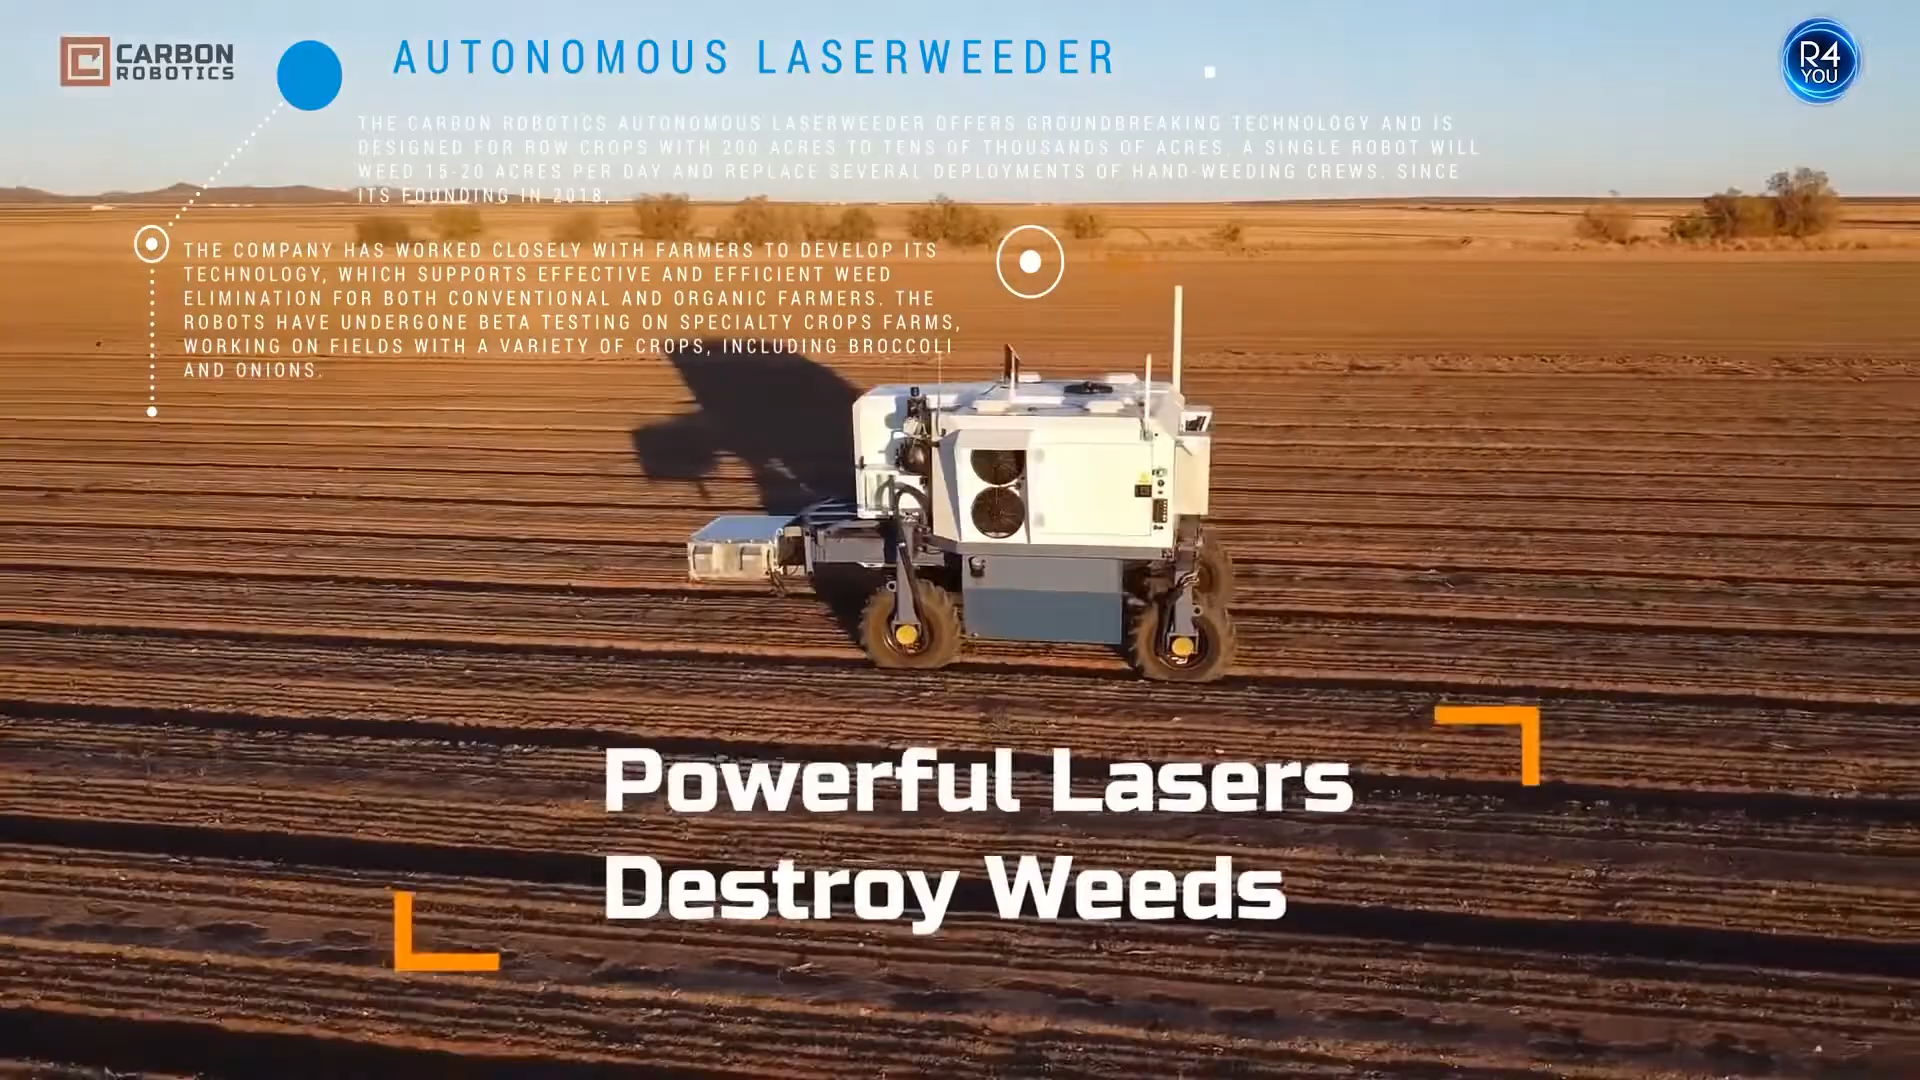 CARBON
ROBOTICS
AUTONOMOUS LASERWEEDER
R4
YOU
THE CARBON ROBOTICS AUTONOMOUS LASERWEEDER OFFERS GROUNDBREAKING TECHNOLOGY AND IS
DESIGNED FOR ROW CROPS WITH 200 ACRES TO TENS OF THOUSANDS OF ACRES. A SINGLE ROBOT WILL
WEED 15-20 ACRES PER DAY AND REPLACE SEVERAL DEPLOYMENTS OF HAND-WEEDING CREWS. SINCE
ITS FOUNDING IN 2018,
THE COMPANY HAS WORKED CLOSELY WITH FARMERS TO DEVELOP ITS
TECHNOLOGY, WHICH SUPPORTS EFFECTIVE AND EFFICIENT WEED
ELIMINATION FOR BOTH CONVENTIONAL AND ORGANIC FARMERS. THE
ROBOTS HAVE UNDERGONE BETA TESTING ON SPECIALTY CROPS FARMS,
WORKING ON FIELDS WITH A VARIETY OF CROPS, INCLUDING BROCCOLI
AND ONIONS.
Powerful Lasers
Destroy Weeds